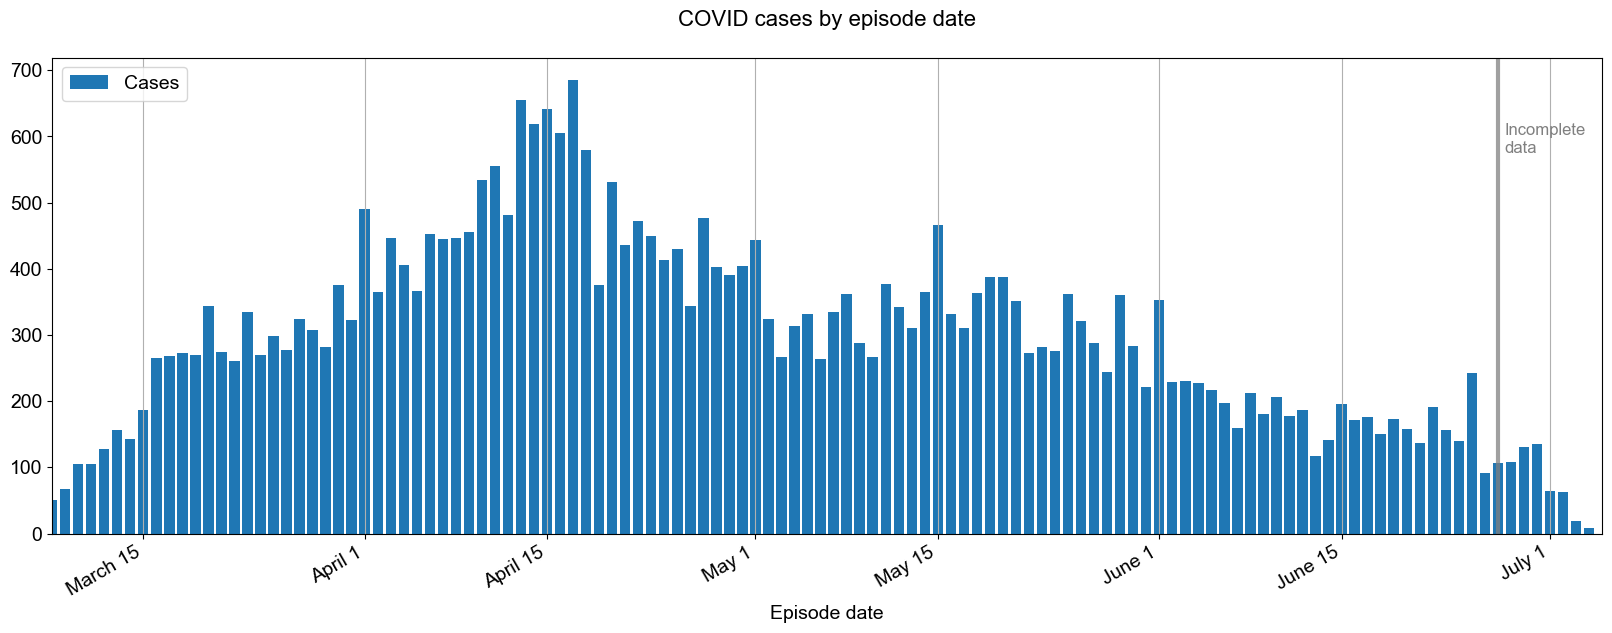 COVID cases by episode date
700
600
500
400
300
200
100
0
Cases
Incomplete
data
March 15
April 1
April 15
May 1
May 15
June 1
June 15
July 1
Episode date